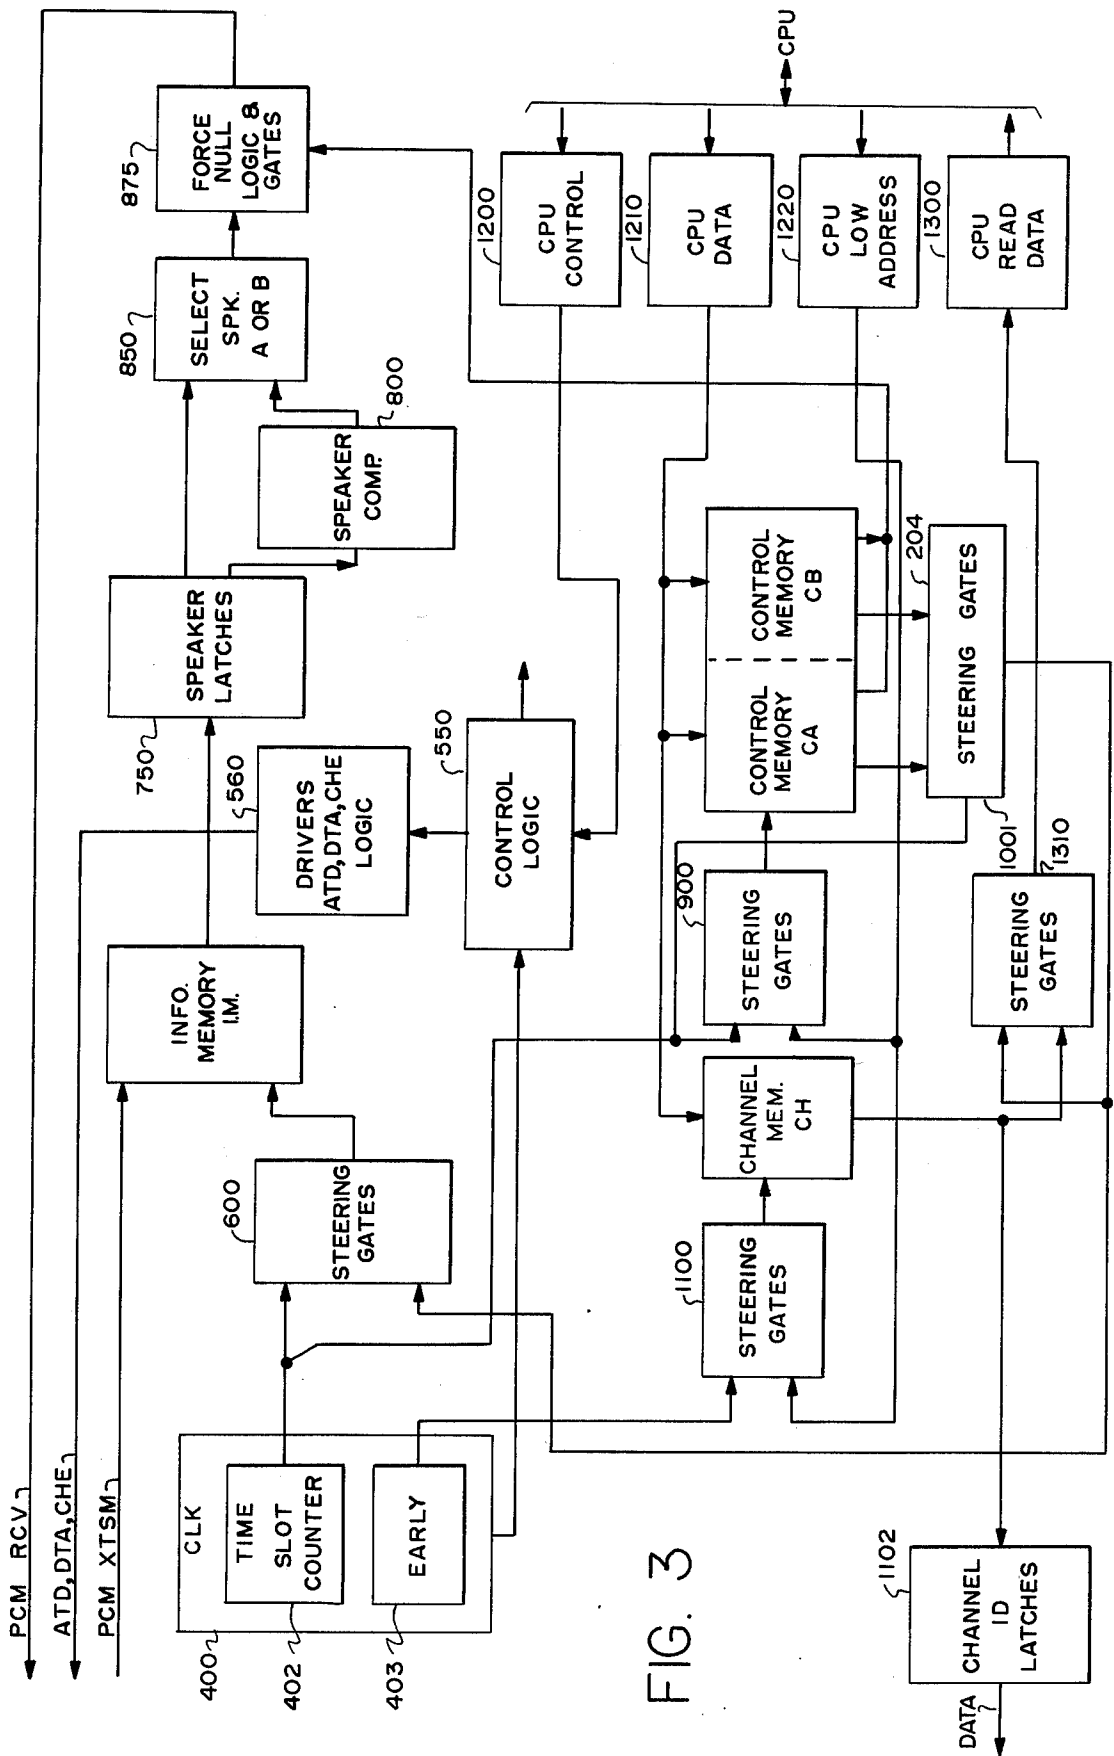 PCM RCV
ATD, DTA, CHE
PCM XTSM
400
CLK
402
TIME
SLOT
COUNTER
403
EARLY
600
STEERING
GATES
INFO.
MEMORY
I.M.
560
DRIVERS
ATD, DTA, CHE
LOGIC
550
CONTROL
LOGIC
750
SPEAKER
LATCHES
800
SPEAKER
COMP.
850
SELECT
SPK.
A OR B
875
FORCE
NULL
LOGIC &
GATES
1200
CPU
CONTROL
1210
CPU
DATA
1220
CPU
LOW
ADDRESS
1300
CPU
READ
DATA
CPU
1100
STEERING
GATES
CHANNEL
MEM.
CH
900
STEERING
GATES
CONTROL
MEMORY
CA
CONTROL
MEMORY
CB
204
STEERING GATES
1001
1310
STEERING
GATES
1102
CHANNEL
ID
LATCHES
DATA
FIG. 3